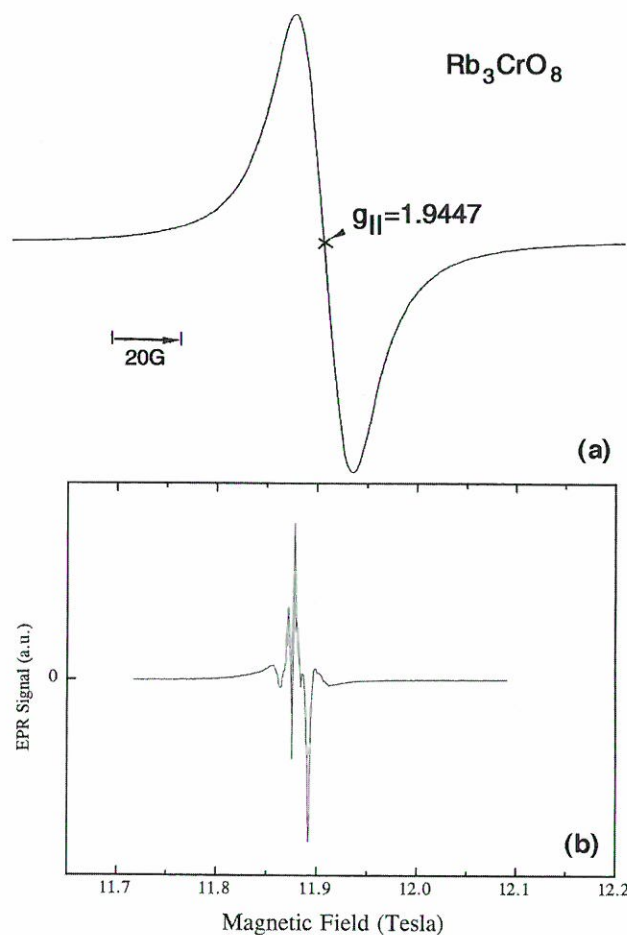 Rb₃CrO₈
g||=1.9447
20G
(a)
EPR Signal (a.u.)
0
(b)
11.7 11.8 11.9 12.0 12.1 12.2
Magnetic Field (Tesla)